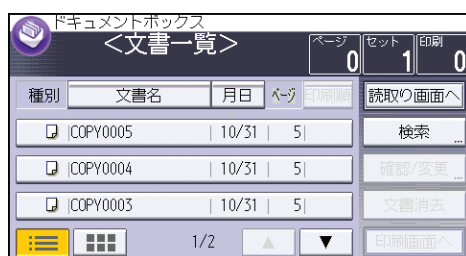 ドキュメントボックス
＜文書一覧＞
ページ 0 セット 1 印刷 0
種別 文書名 月日 ページ 印刷順 読取り画面へ
COPY0005 10/31 5 検索 ...
COPY0004 10/31 5 確認/変更 ...
COPY0003 10/31 5 文書消去
1/2 ▲ ▼ 印刷画面へ